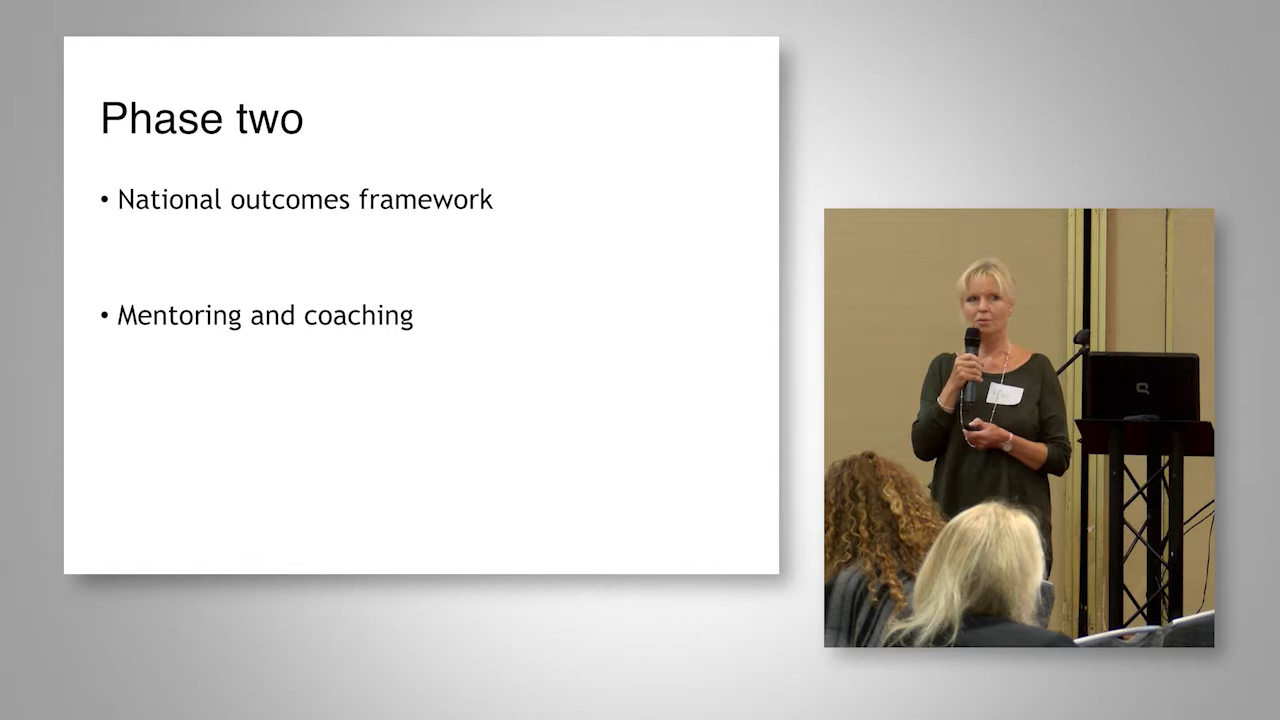 Phase two
• National outcomes framework
• Mentoring and coaching